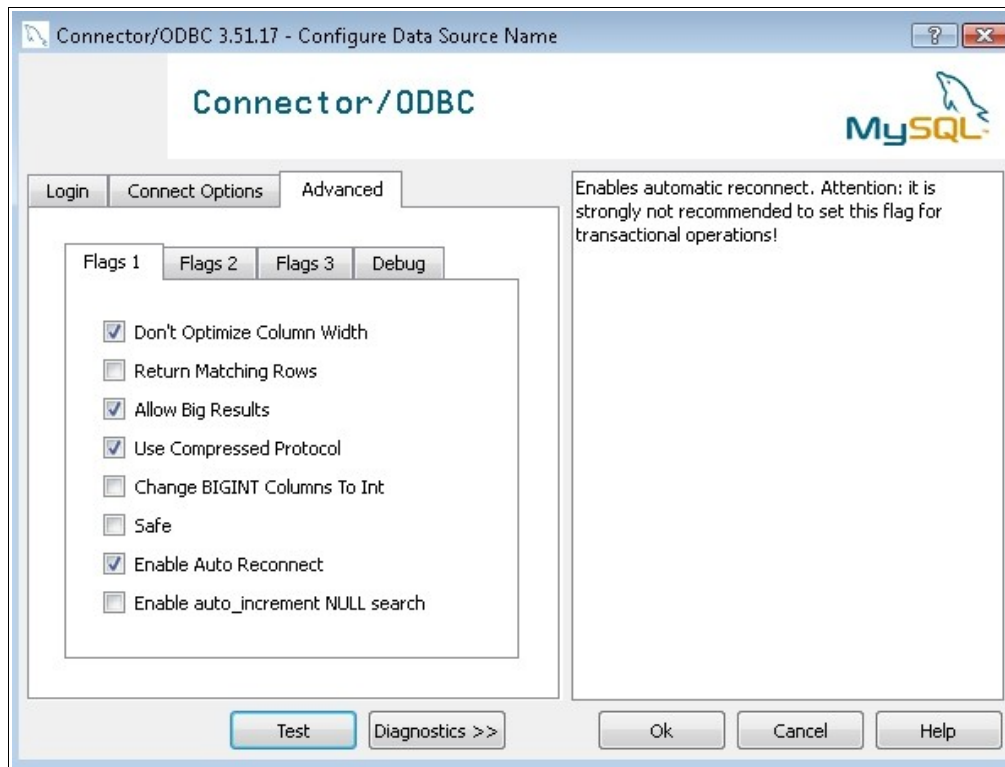 Connector/ODBC 3.51.17 - Configure Data Source Name
Connector/ODBC
MySQL
Login Connect Options Advanced
Flags 1 Flags 2 Flags 3 Debug
Don't Optimize Column Width
Return Matching Rows
Allow Big Results
Use Compressed Protocol
Change BIGINT Columns To Int
Safe
Enable Auto Reconnect
Enable auto_increment NULL search
Enables automatic reconnect. Attention: it is
strongly not recommended to set this flag for
transactional operations!
Test Diagnostics >> Ok Cancel Help